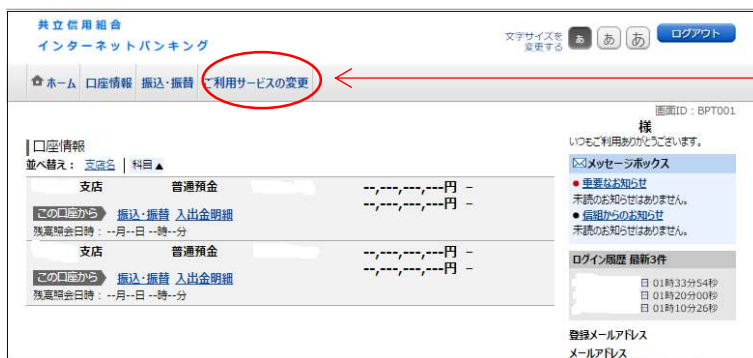 共立信用組合
インターネットバンキング
文字サイズを
変更する
あ あ あ
ログアウト
ホーム 口座情報 振込・振替 ご利用サービスの変更
画面ID：BPT001
様
いつもご利用ありがとうございます。
口座情報
並べ替え： 支店名 | 科目▲
支店 普通預金 --,---,---,---円 -
--,---,---,---円 -
この口座から 振込・振替 入出金明細
残高照会日時：--月--日 --時--分
支店 普通預金 --,---,---,---円 -
--,---,---,---円 -
この口座から 振込・振替 入出金明細
残高照会日時：--月--日 --時--分
メッセージボックス
● 重要なお知らせ
未読のお知らせはありません。
● 信組からのお知らせ
未読のお知らせはありません。
ログイン履歴 最新3件
日 01時33分54秒
日 01時20分00秒
日 01時10分26秒
登録メールアドレス
メールアドレス